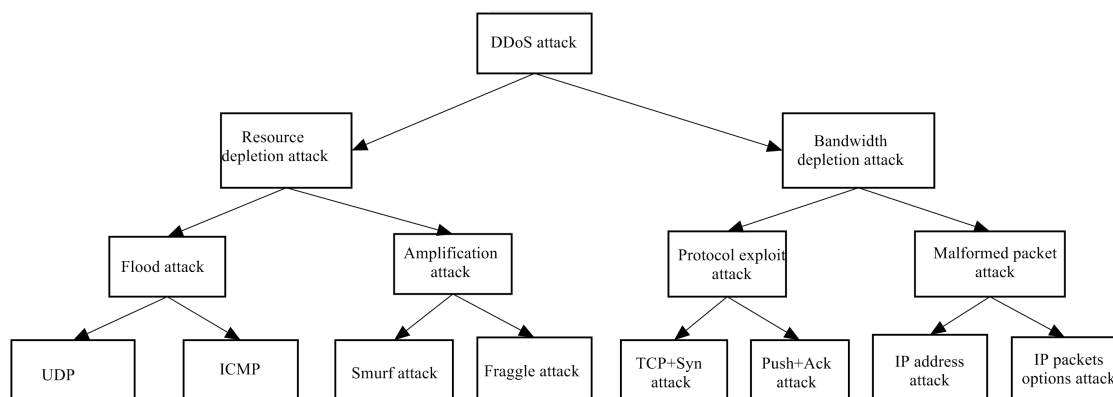 DDoS attack
Resource
depletion attack
Bandwidth
depletion attack
Flood attack
Amplification
attack
Protocol exploit
attack
Malformed packet
attack
UDP
ICMP
Smurf attack
Fraggle attack
TCP+Syn
attack
Push+Ack
attack
IP address
attack
IP packets
options attack